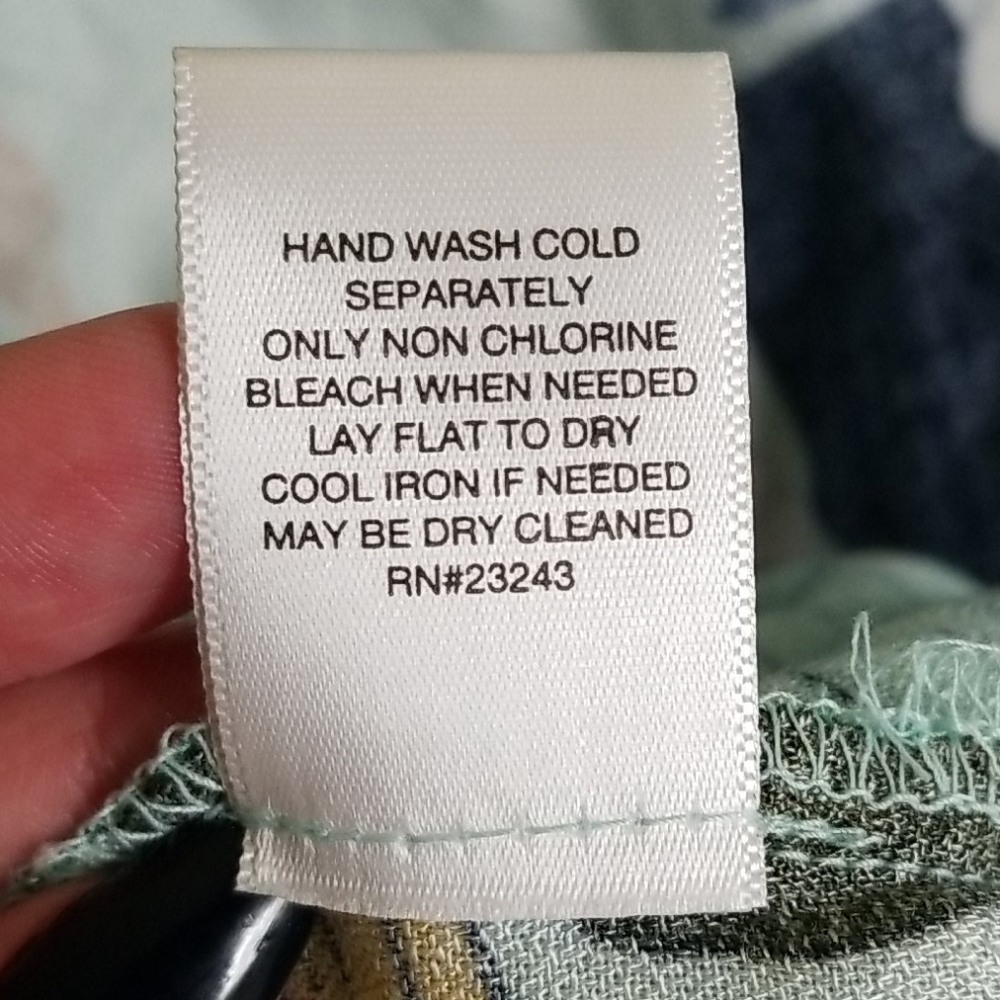 HAND WASH COLD
SEPARATELY
ONLY NON CHLORINE
BLEACH WHEN NEEDED
LAY FLAT TO DRY
COOL IRON IF NEEDED
MAY BE DRY CLEANED
RN#23243